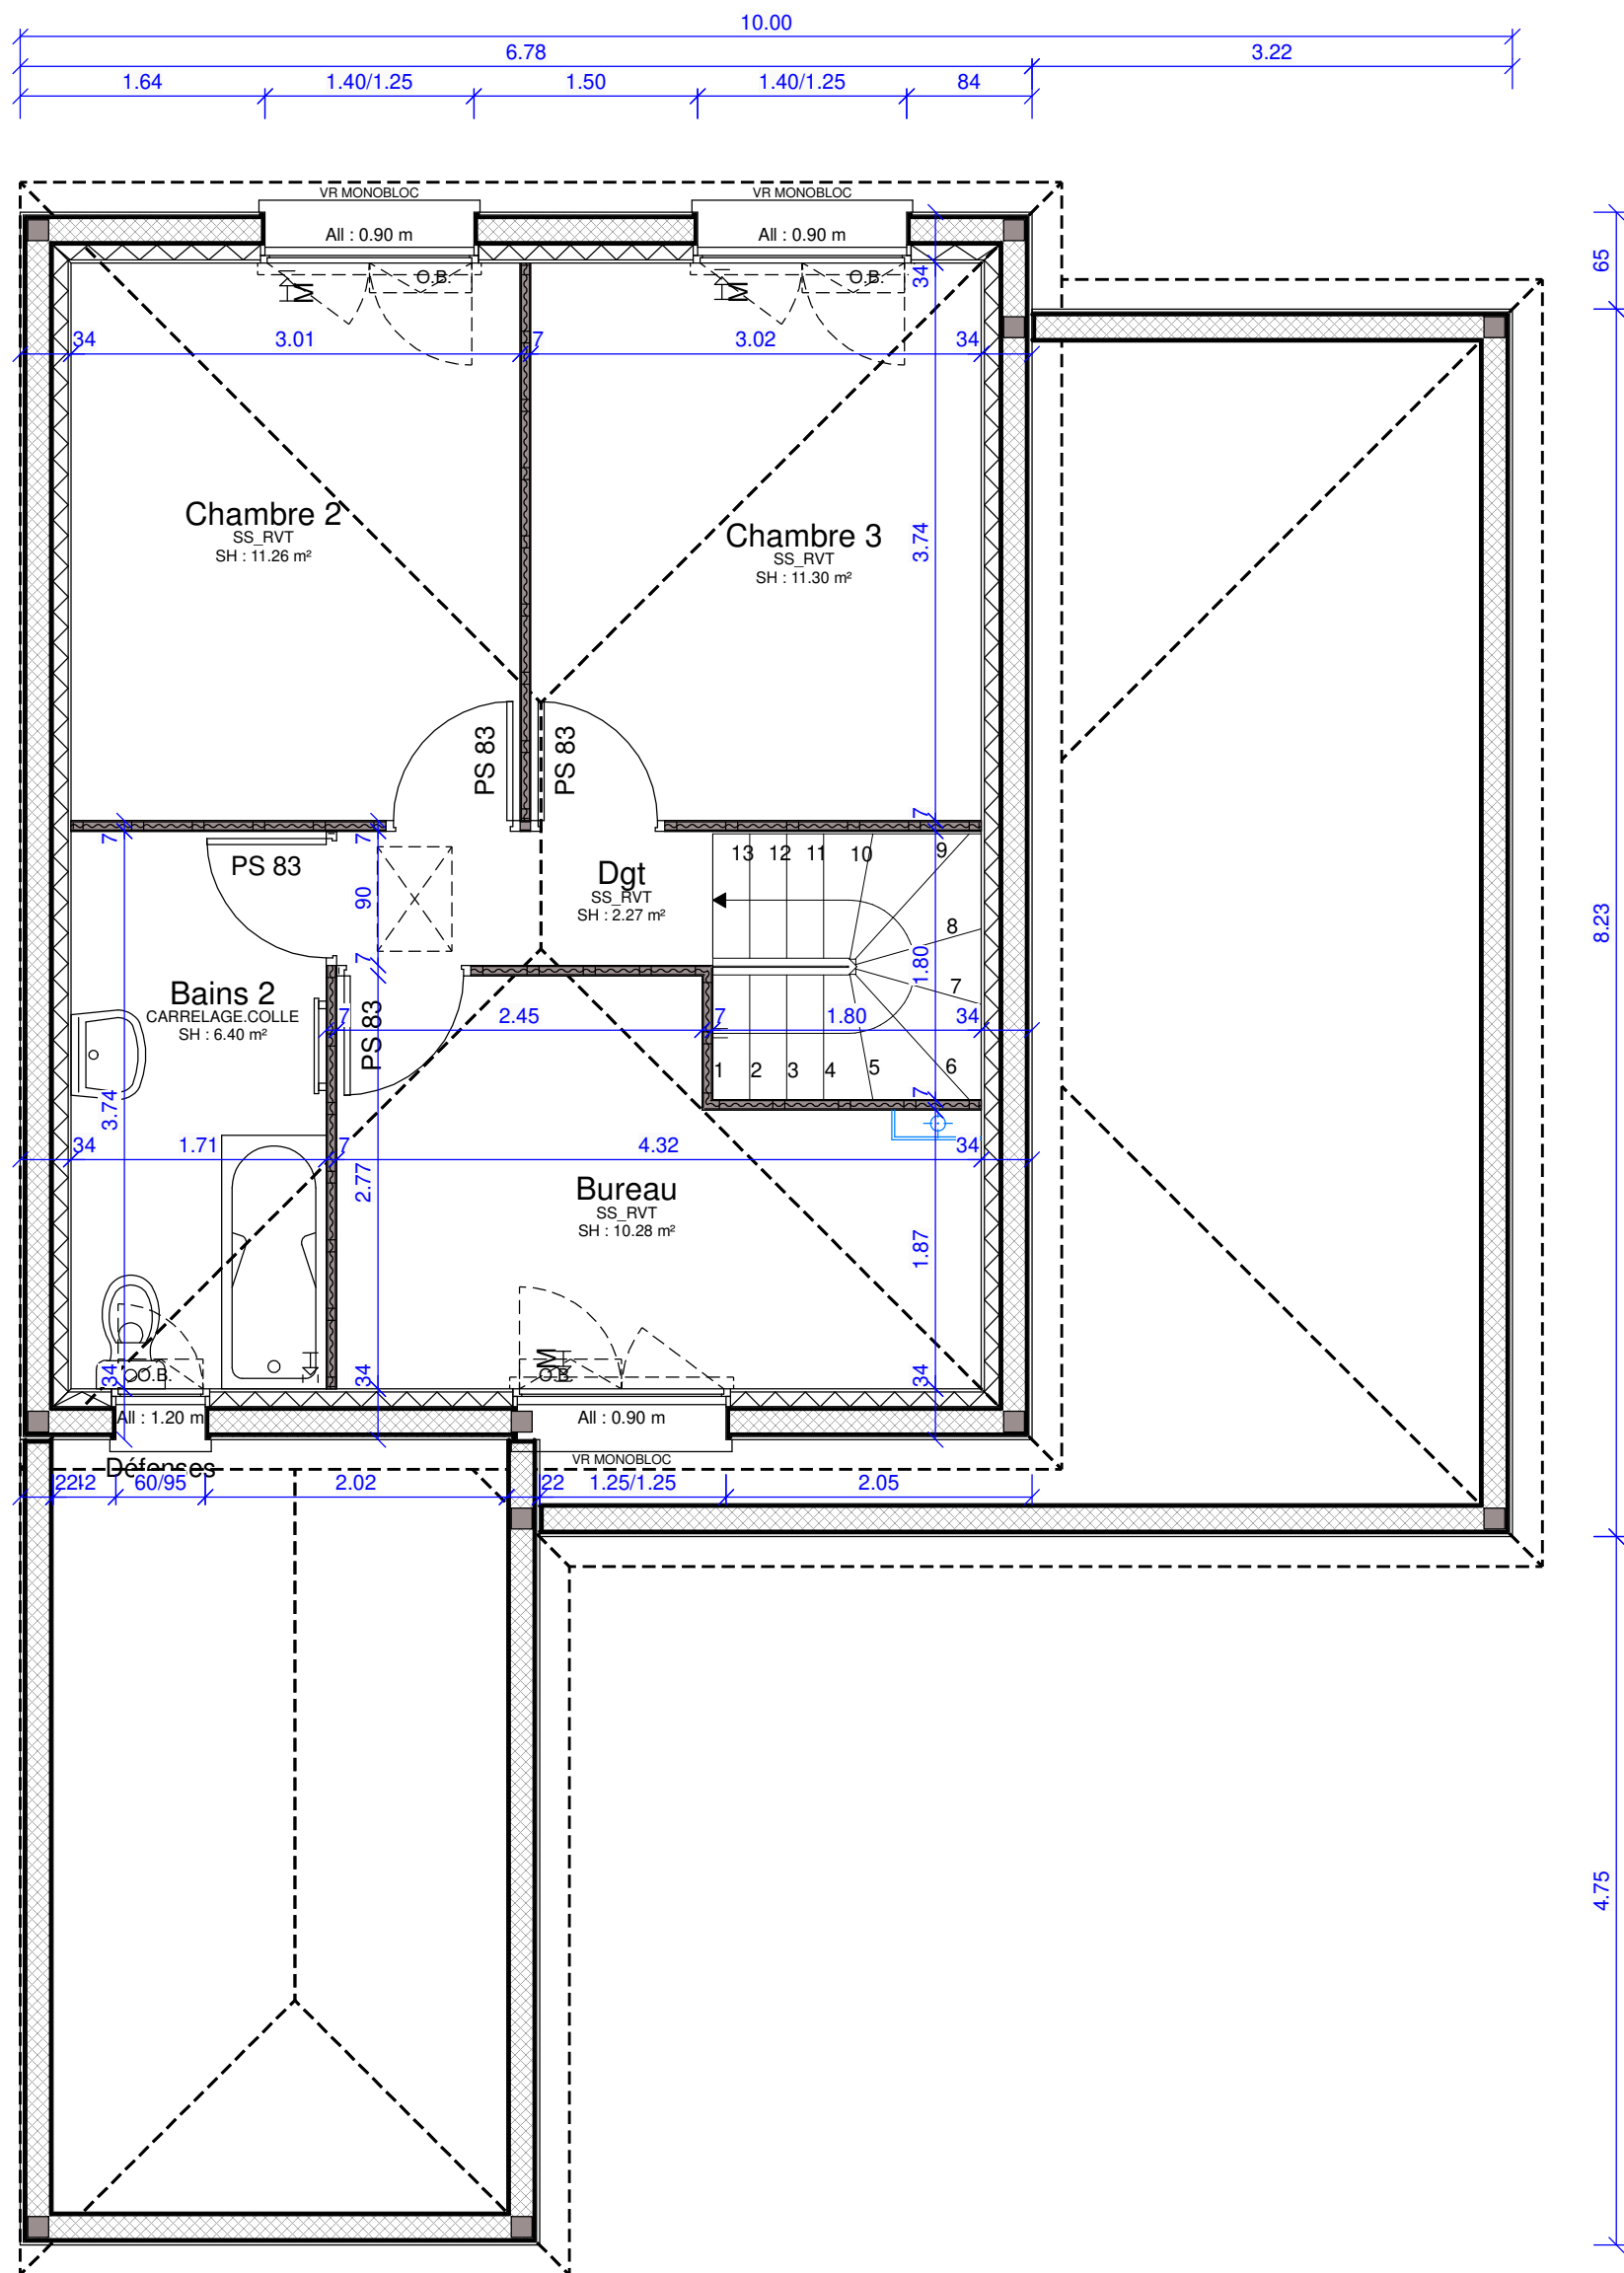 10.00
6.78
3.22
1.64
1.40/1.25
1.50
1.40/1.25
84
VR MONOBLOC
VR MONOBLOC
All : 0.90 m
All : 0.90 m
65
34
O.B.
O.B.
M
M
34
3.01
7
3.02
34
Chambre 2
SS_RVT
SH : 11.26 m²
Chambre 3
SS_RVT
SH : 11.30 m²
3.74
PS 83
PS 83
7
7
7
PS 83
90
Dgt
SS_RVT
SH : 2.27 m²
13
12
11
10
9
8
7
8.23
7
1.80
Bains 2
CARRELAGE.COLLE
SH : 6.40 m²
PS 83
7
2.45
7
1.80
34
1
2
3
4
5
6
7
3.74
34
1.71
7
4.32
34
2.77
Bureau
SS_RVT
SH : 10.28 m²
1.87
34
O.B.
34
M
O.B.
34
All : 1.20 m
All : 0.90 m
VR MONOBLOC
Défenses
22
60/95
2.02
22
1.25/1.25
2.05
4.75